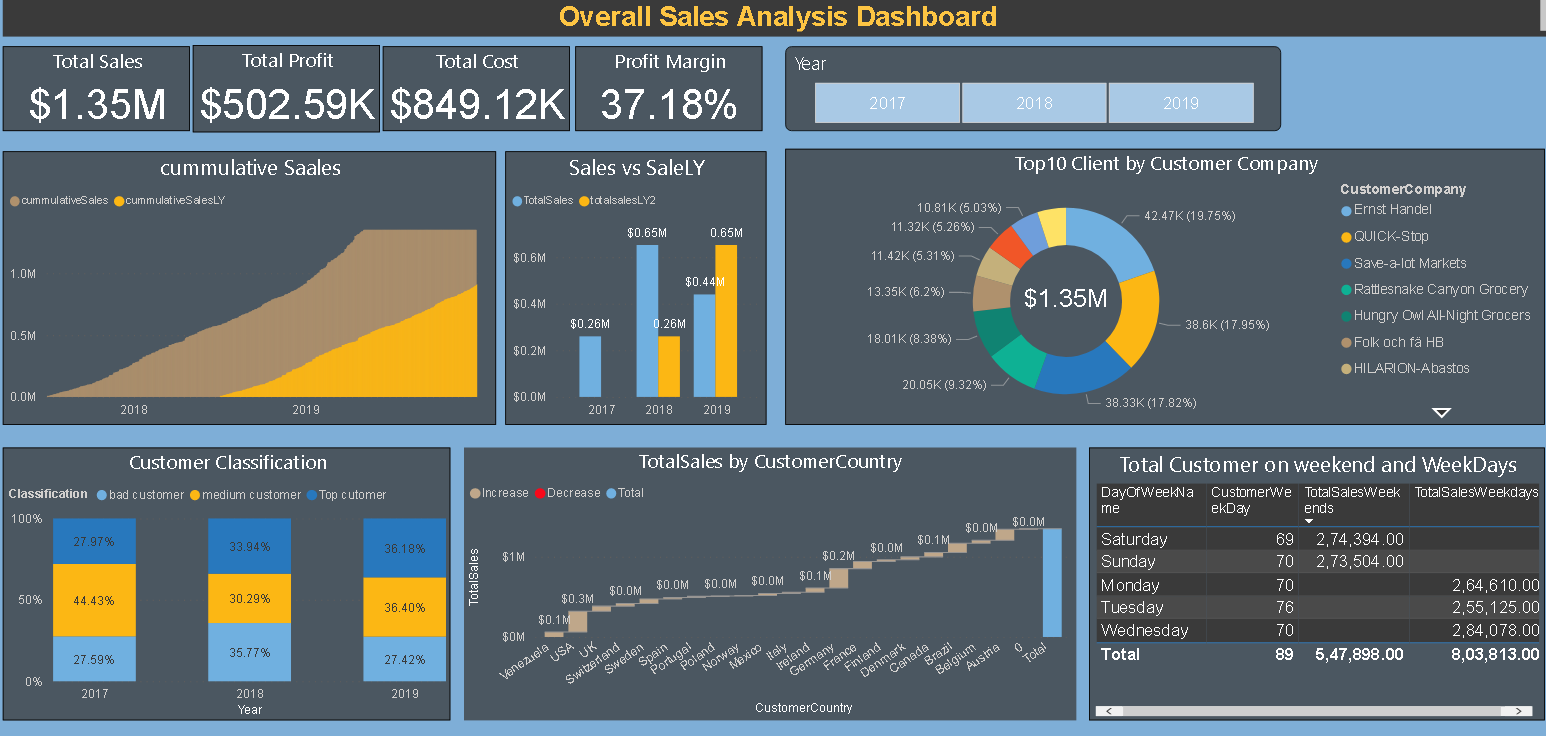 Overall Sales Analysis Dashboard
Total Sales
$1.35M
Total Profit
$502.59K
Total Cost
$849.12K
Profit Margin
37.18%
Year
2017 2018 2019
cummulative Saales
cummulativeSales cummulativeSalesLY
1.0M
0.5M
0.0M
2018 2019
Sales vs SaleLY
TotalSales totalsalesLY2
$0.65M 0.65M
$0.6M
$0.44M
$0.4M
$0.26M 0.26M
$0.2M
$0.0M
2017 2018 2019
Top10 Client by Customer Company
10.81K (5.03%)
42.47K (19.75%)
11.32K (5.26%)
11.42K (5.31%)
13.35K (6.2%)
$1.35M
38.6K (17.95%)
18.01K (8.38%)
20.05K (9.32%)
38.33K (17.82%)
CustomerCompany
Ernst Handel
QUICK-Stop
Save-a-lot Markets
Rattlesnake Canyon Grocery
Hungry Owl All-Night Grocers
Folk och fä HB
HILARION-Abastos
Customer Classification
Classification bad customer medium customer Top cutomer
100%
27.97% 33.94% 36.18%
50%
44.43% 30.29% 36.40%
27.59% 35.77% 27.42%
0%
2017 2018 2019
Year
TotalSales by CustomerCountry
Increase Decrease Total
TotalSales
$1M
$0M
$0.1M $0.3M $0.0M $0.0M $0.0M $0.0M $0.1M $0.2M $0.0M $0.1M $0.0M $0.0M
Venezuela USA UK Switzerland Sweden Spain Portugal Poland Norway Mexico Italy Ireland Germany France Finland Denmark Canada Brazil Belgium Austria 0 Total
CustomerCountry
Total Customer on weekend and WeekDays
DayOfWeekNa CustomerWe TotalSalesWeek TotalSalesWeekdays
me ekDay ends
Saturday 69 2,74,394.00
Sunday 70 2,73,504.00
Monday 70 2,64,610.00
Tuesday 76 2,55,125.00
Wednesday 70 2,84,078.00
Total 89 5,47,898.00 8,03,813.00